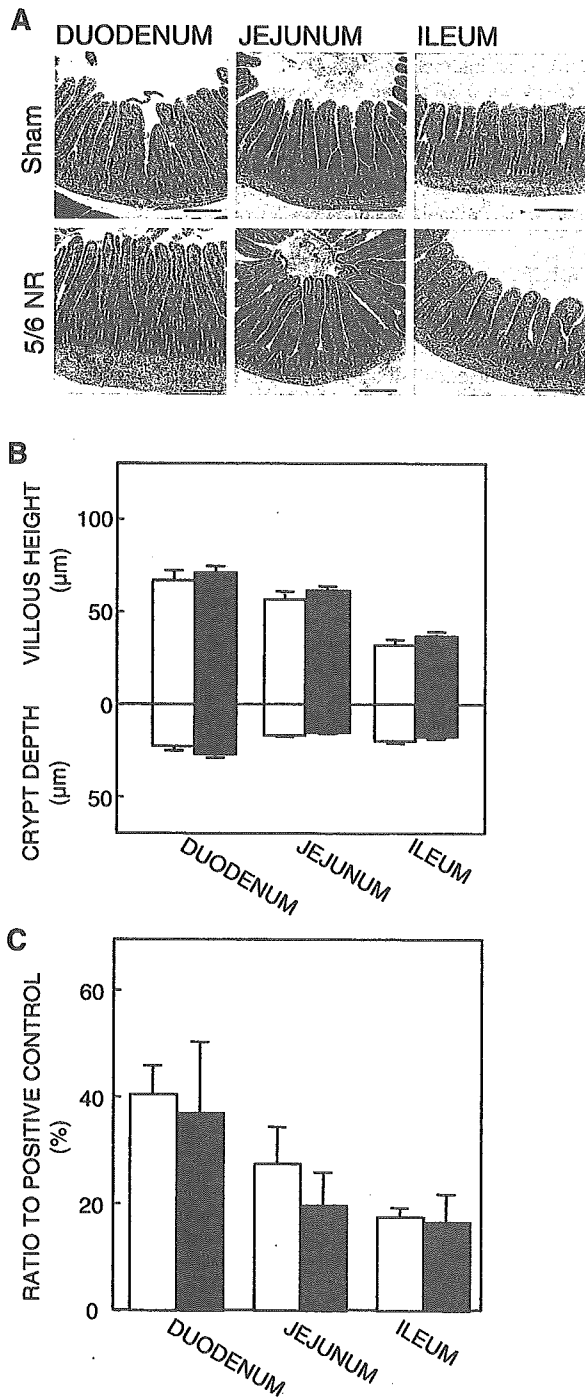 A
DUODENUM JEJUNUM ILEUM
Sham
5/6 NR
B
VILLOUS HEIGHT
(μm)
100
50
0
CRYPT DEPTH
(μm)
50
DUODENUM
JEJUNUM
ILEUM
C
RATIO TO POSITIVE CONTROL
(%)
60
40
20
0
DUODENUM
JEJUNUM
ILEUM